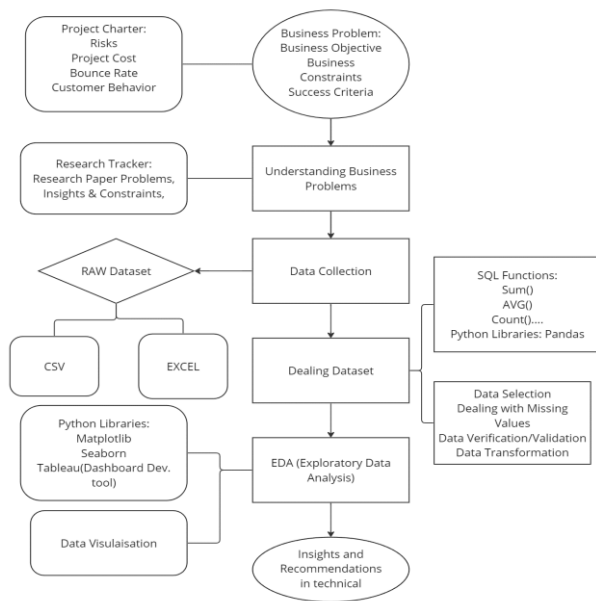 Project Charter:
Risks
Project Cost
Bounce Rate
Customer Behavior
Business Problem:
Business Objective
Business
Constraints
Success Criteria
Research Tracker:
Research Paper Problems,
Insights & Constraints,
Understanding Business
Problems
RAW Dataset
Data Collection
SQL Functions:
Sum()
AVG()
Count()....
Python Libraries: Pandas
CSV
EXCEL
Dealing Dataset
Data Selection
Dealing with Missing
Values
Data Verification/Validation
Data Transformation
Python Libraries:
Matplotlib
Seaborn
Tableau(Dashboard Dev.
tool)
EDA (Exploratory Data
Analysis)
Data Visulaisation
Insights and
Recommendations
in technical